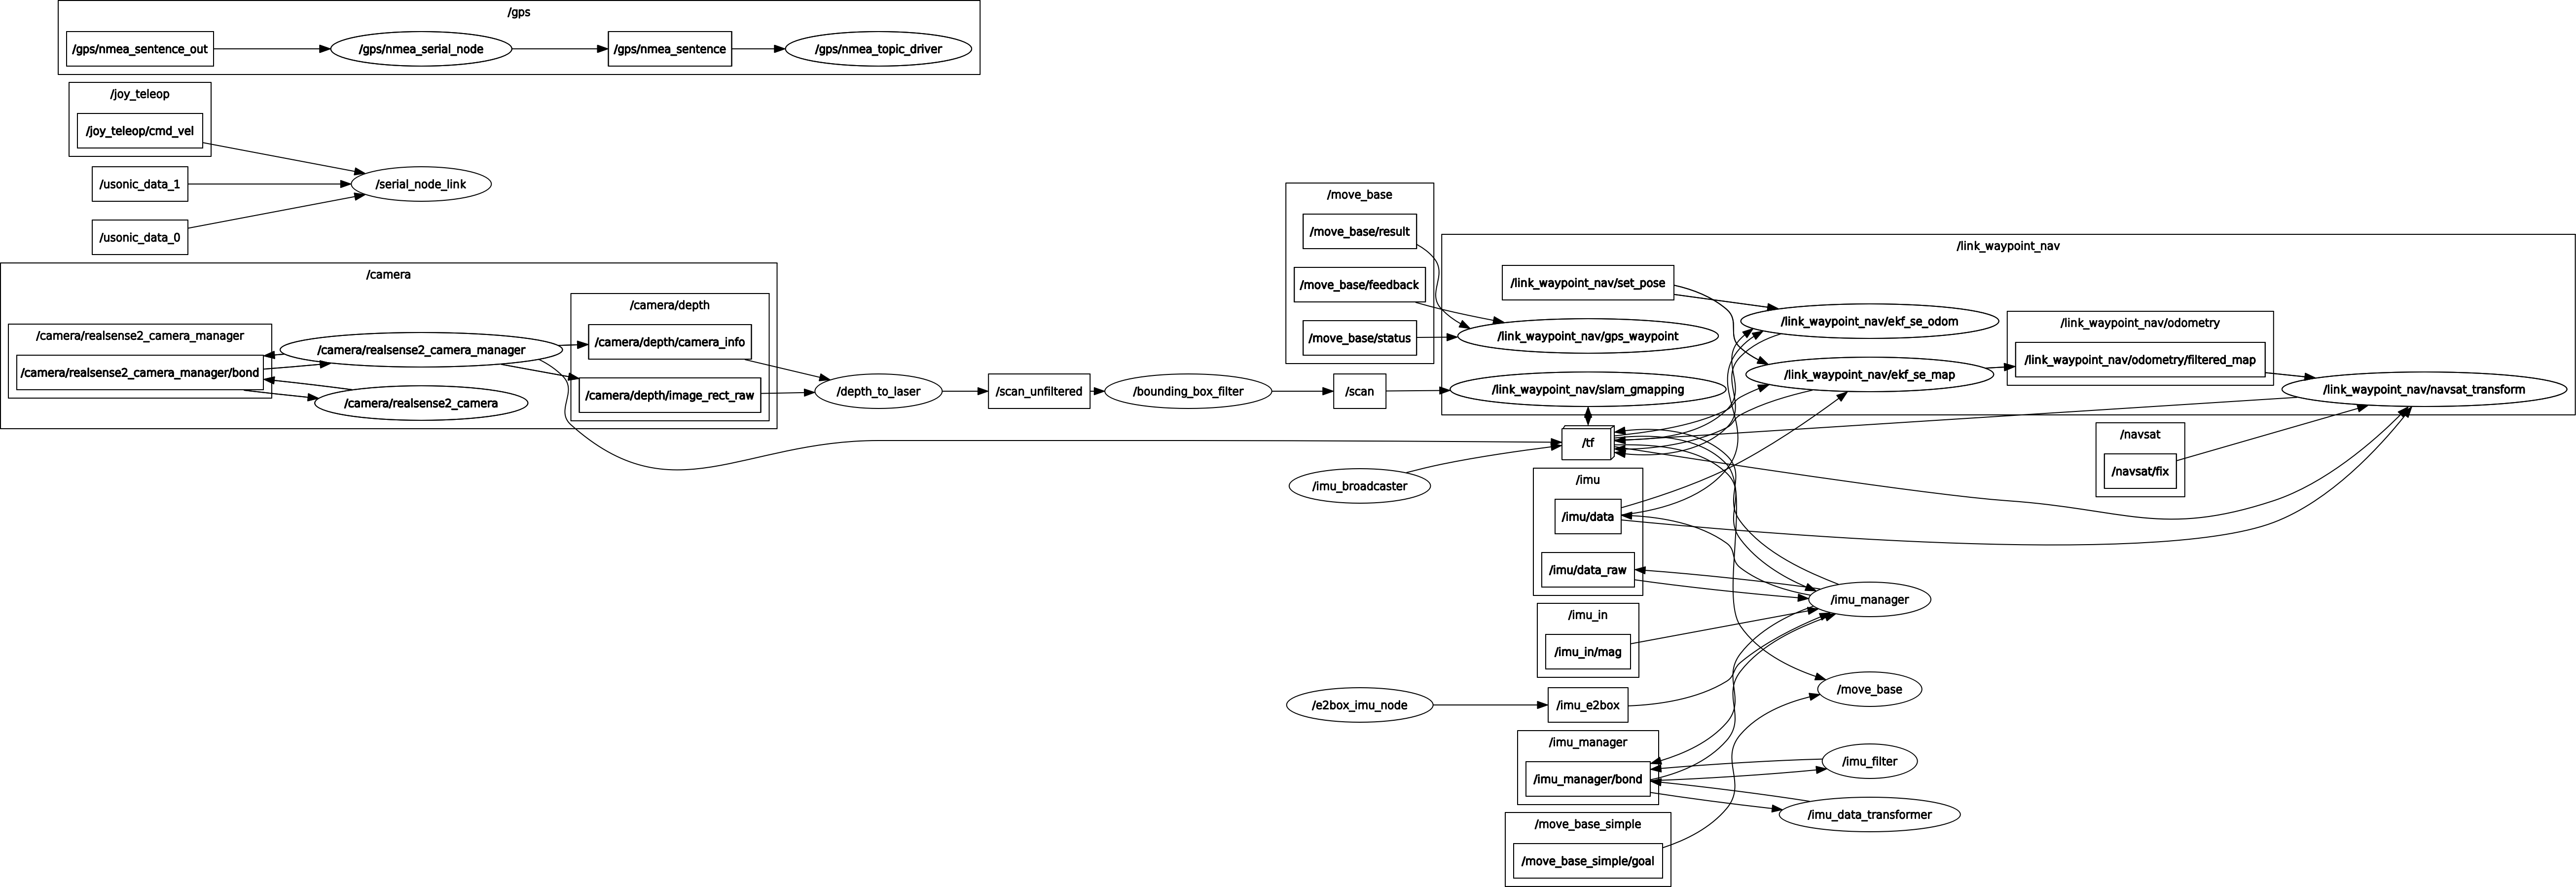 /gps
/gps/nmea_sentence_out
/gps/nmea_serial_node
/gps/nmea_sentence
/gps/nmea_topic_driver
/joy_teleop
/joy_teleop/cmd_vel
/usonic_data_1
/serial_node_link
/usonic_data_0
/camera
/camera/realsense2_camera_manager
/camera/realsense2_camera_manager/bond
/camera/realsense2_camera_manager
/camera/realsense2_camera
/camera/depth
/camera/depth/camera_info
/camera/depth/image_rect_raw
/depth_to_laser
/scan_unfiltered
/bounding_box_filter
/scan
/move_base
/move_base/result
/move_base/feedback
/move_base/status
/link_waypoint_nav
/link_waypoint_nav/set_pose
/link_waypoint_nav/gps_waypoint
/link_waypoint_nav/slam_gmapping
/link_waypoint_nav/ekf_se_odom
/link_waypoint_nav/ekf_se_map
/link_waypoint_nav/odometry
/link_waypoint_nav/odometry/filtered_map
/link_waypoint_nav/navsat_transform
/tf
/navsat
/navsat/fix
/imu_broadcaster
/imu
/imu/data
/imu/data_raw
/imu_in
/imu_in/mag
/imu_manager
/e2box_imu_node
/imu_e2box
/move_base
/imu_manager
/imu_manager/bond
/imu_filter
/imu_data_transformer
/move_base_simple
/move_base_simple/goal